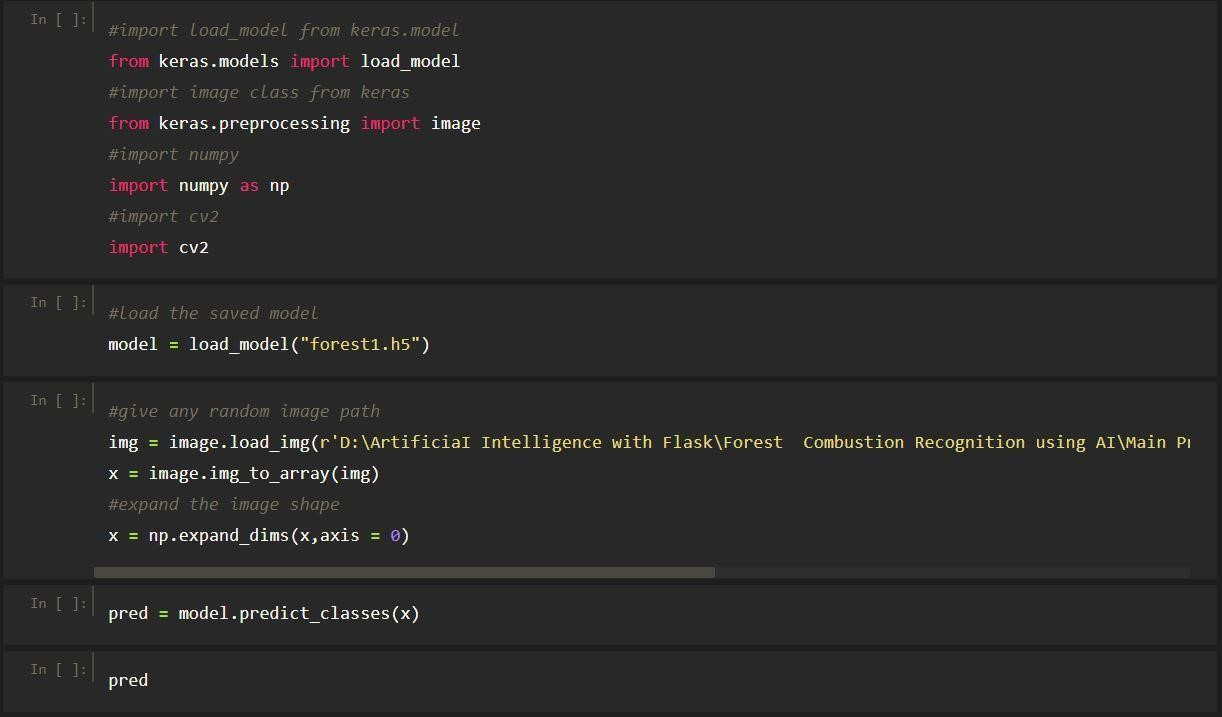 In [ ]:
#import load_model from keras.model
from keras.models import load_model
#import image class from keras
from keras.preprocessing import image
#import numpy
import numpy as np
#import cv2
import cv2
In [ ]:
#load the saved model
model = load_model("forest1.h5")
In [ ]:
#give any random image path
img = image.load_img(r'D:\ArtificiaI Intelligence with Flask\Forest  Combustion Recognition using AI\Main
x = image.img_to_array(img)
#expand the image shape
x = np.expand_dims(x,axis = 0)
In [ ]:
pred = model.predict_classes(x)
In [ ]:
pred